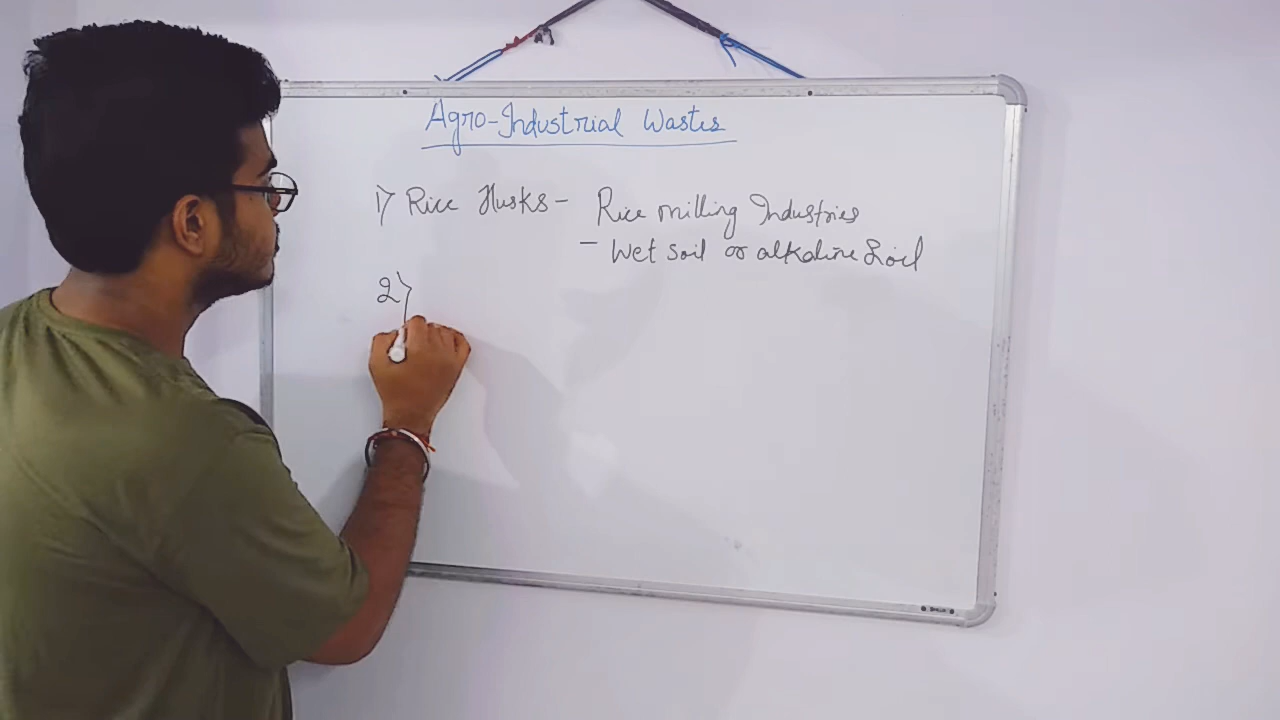 Agro-Industrial Wastes
1) Rice Husks - Rice milling Industries
- Wet soil or alkaline Soil
2)